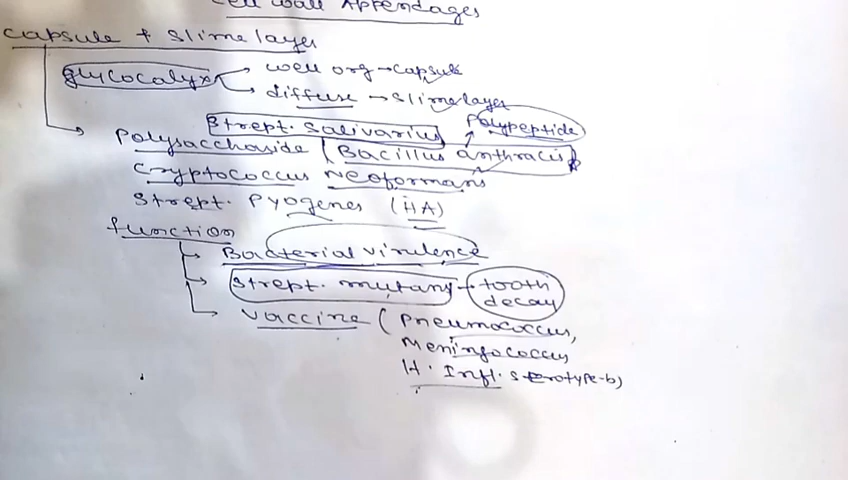 Cell wall Appendages
Capsule + Slime layer
glycocalyx → well org → capsule
→ diffuse → slime layer
Strept. Salivarius Polypeptide
Polysaccharide (Bacillus anthracis)
Cryptococcus Neoformans
Strept. Pyogenes (HA)
function
→ Bacterial virulence
→ Strept. mutans → tooth
decay
→ vaccine (Pneumococcus,
Meningococcus
H. Infl. sterotype-b)